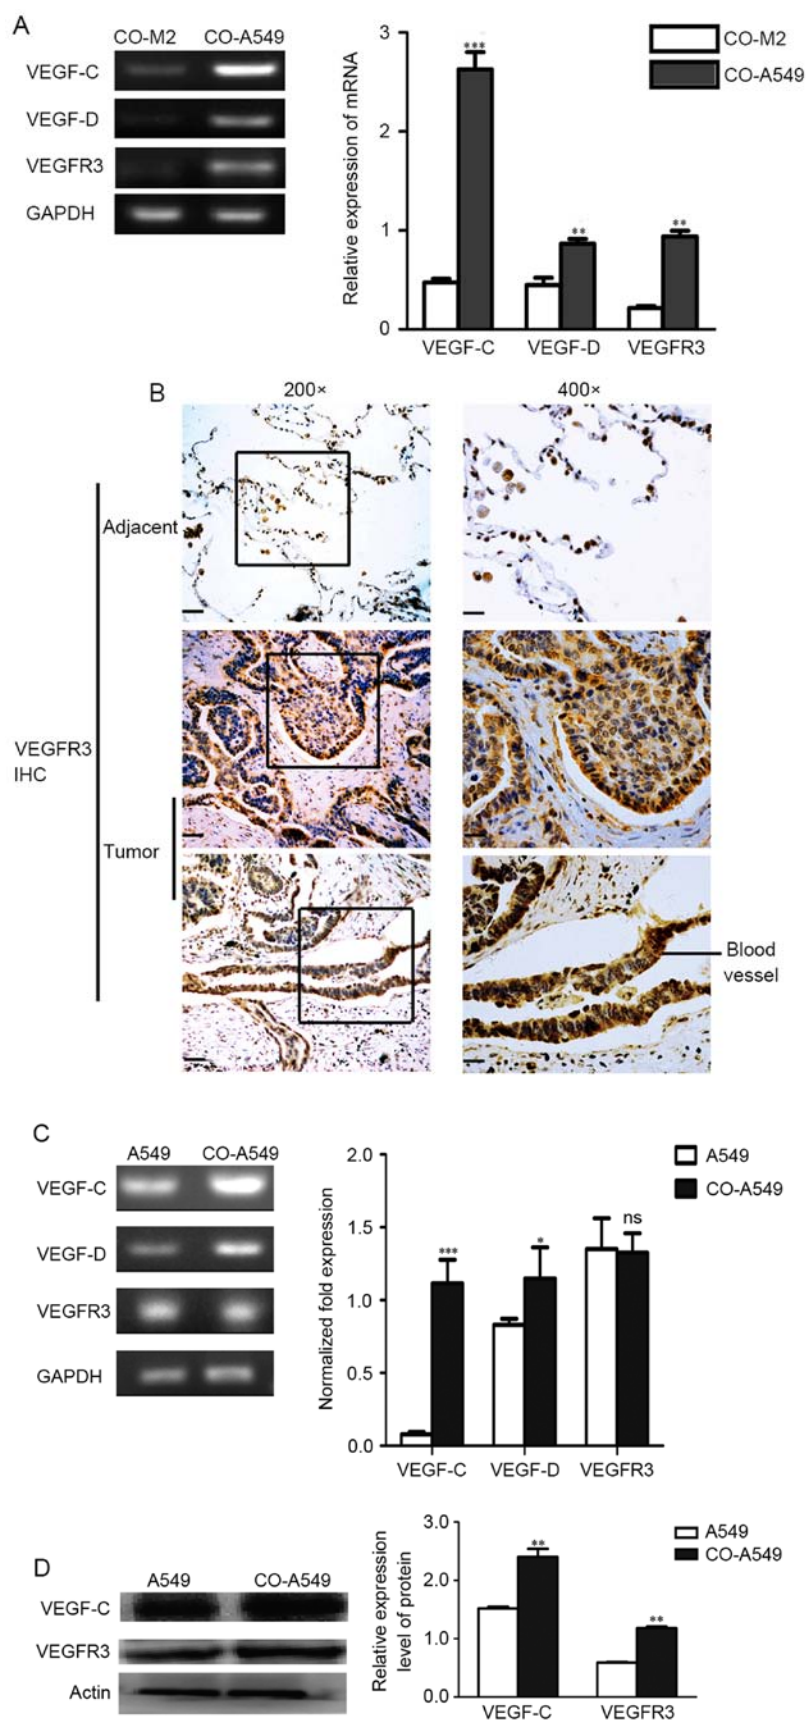 A
CO-M2 CO-A549
VEGF-C
VEGF-D
VEGFR3
GAPDH
Relative expression of mRNA
3
2
1
0
***
**
**
VEGF-C VEGF-D VEGFR3
CO-M2
CO-A549
B
200× 400×
Adjacent
VEGFR3
IHC
Tumor
Blood
vessel
C
A549 CO-A549
VEGF-C
VEGF-D
VEGFR3
GAPDH
Normalized fold expression
2.0
1.5
1.0
0.5
0.0
***
*
ns
VEGF-C VEGF-D VEGFR3
A549
CO-A549
D
A549 CO-A549
VEGF-C
VEGFR3
Actin
Relative expression
level of protein
3.0
2.0
1.0
0.0
**
**
VEGF-C VEGFR3
A549
CO-A549